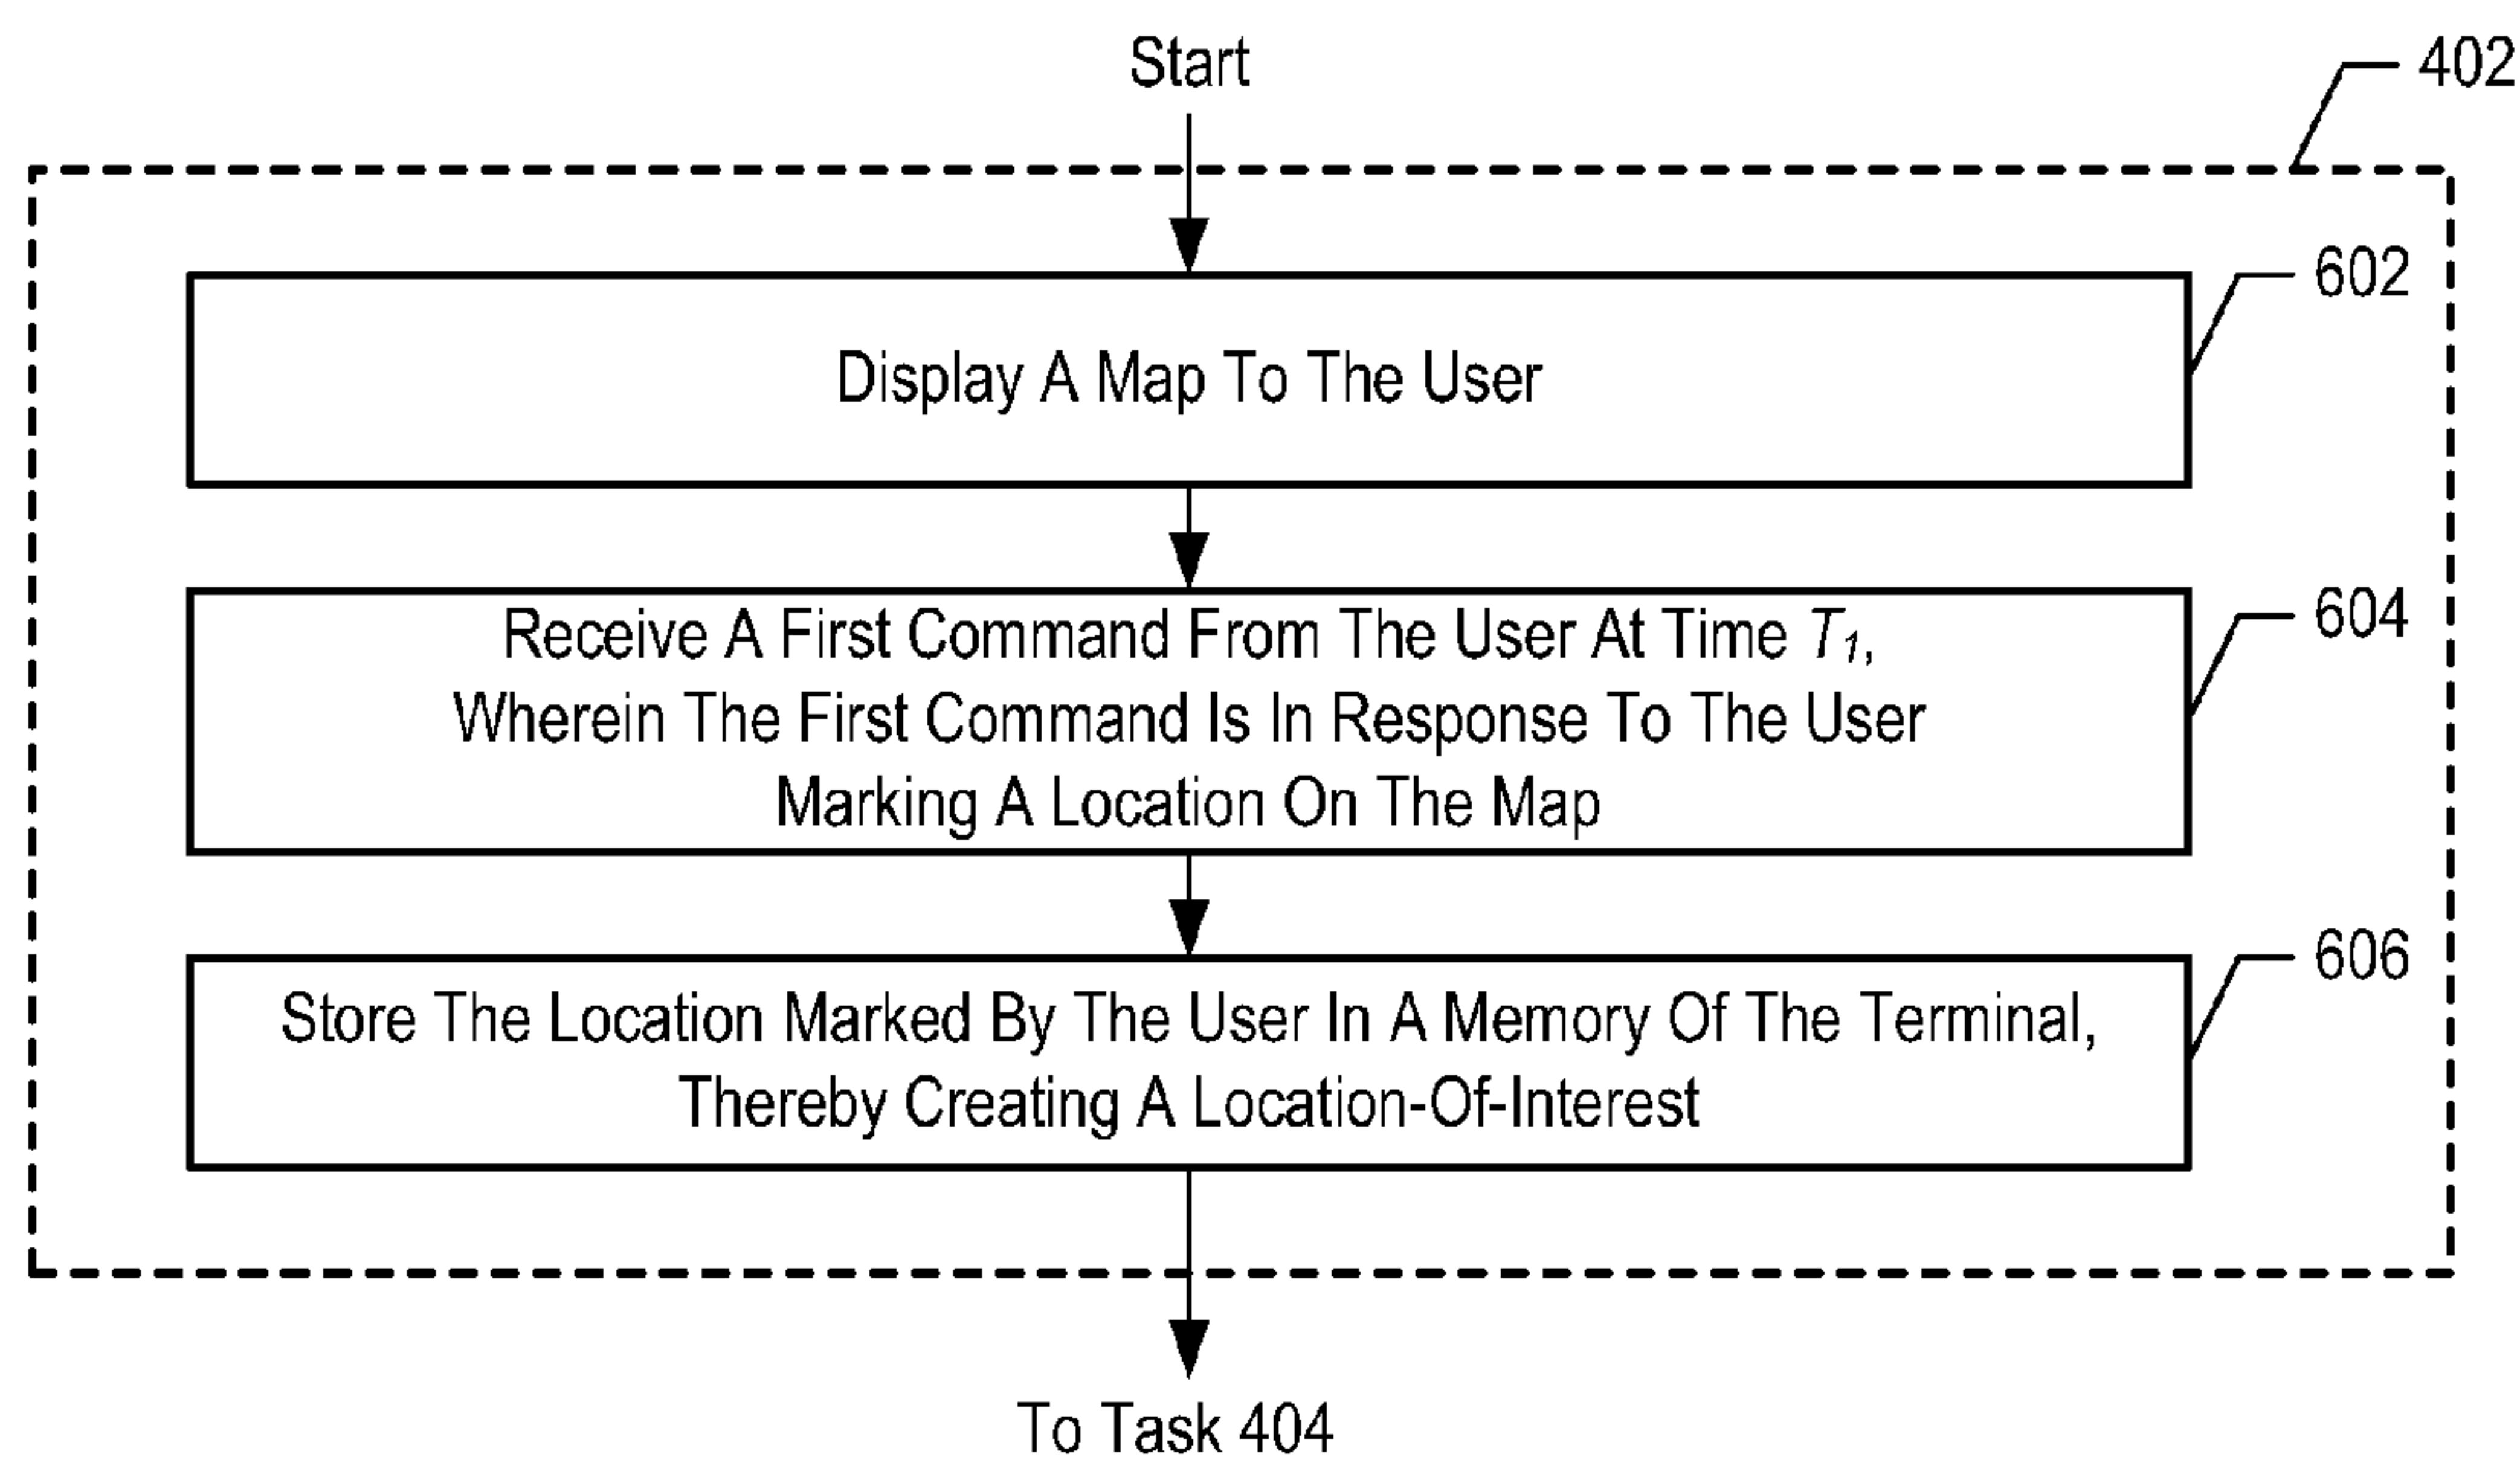 Start
402
602
Display A Map To The User
604
Receive A First Command From The User At Time T1,
Wherein The First Command Is In Response To The User
Marking A Location On The Map
606
Store The Location Marked By The User In A Memory Of The Terminal,
Thereby Creating A Location-Of-Interest
To Task 404